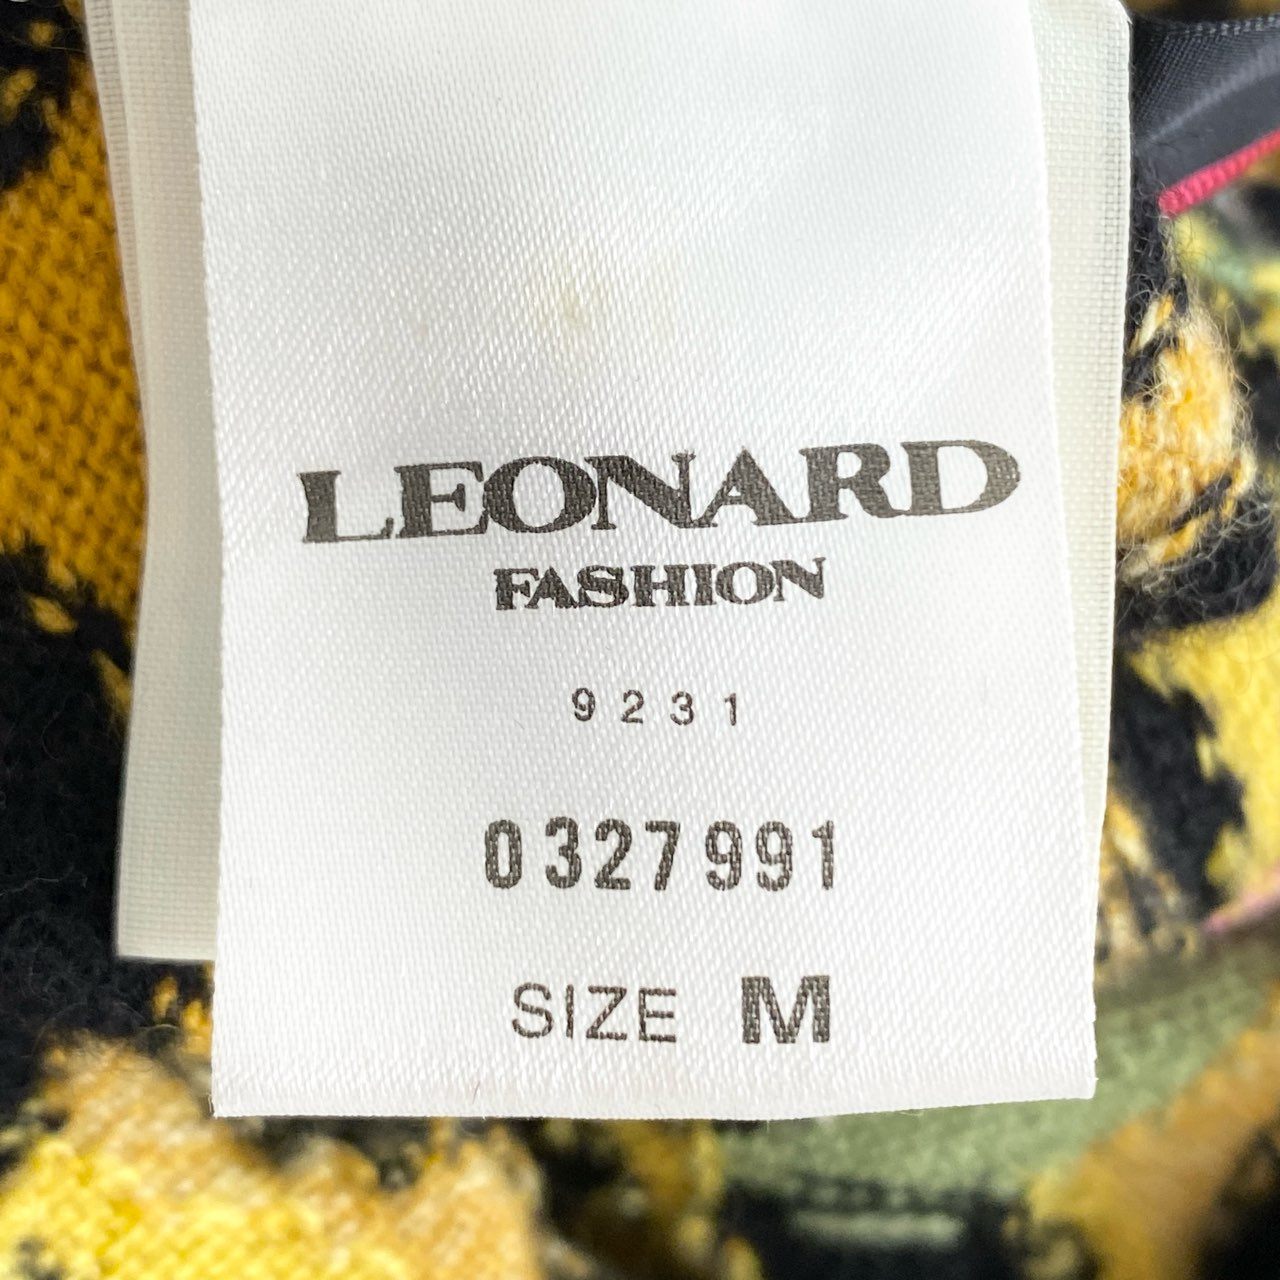 LEONARD
FASHION
9231
0327991
SIZE M